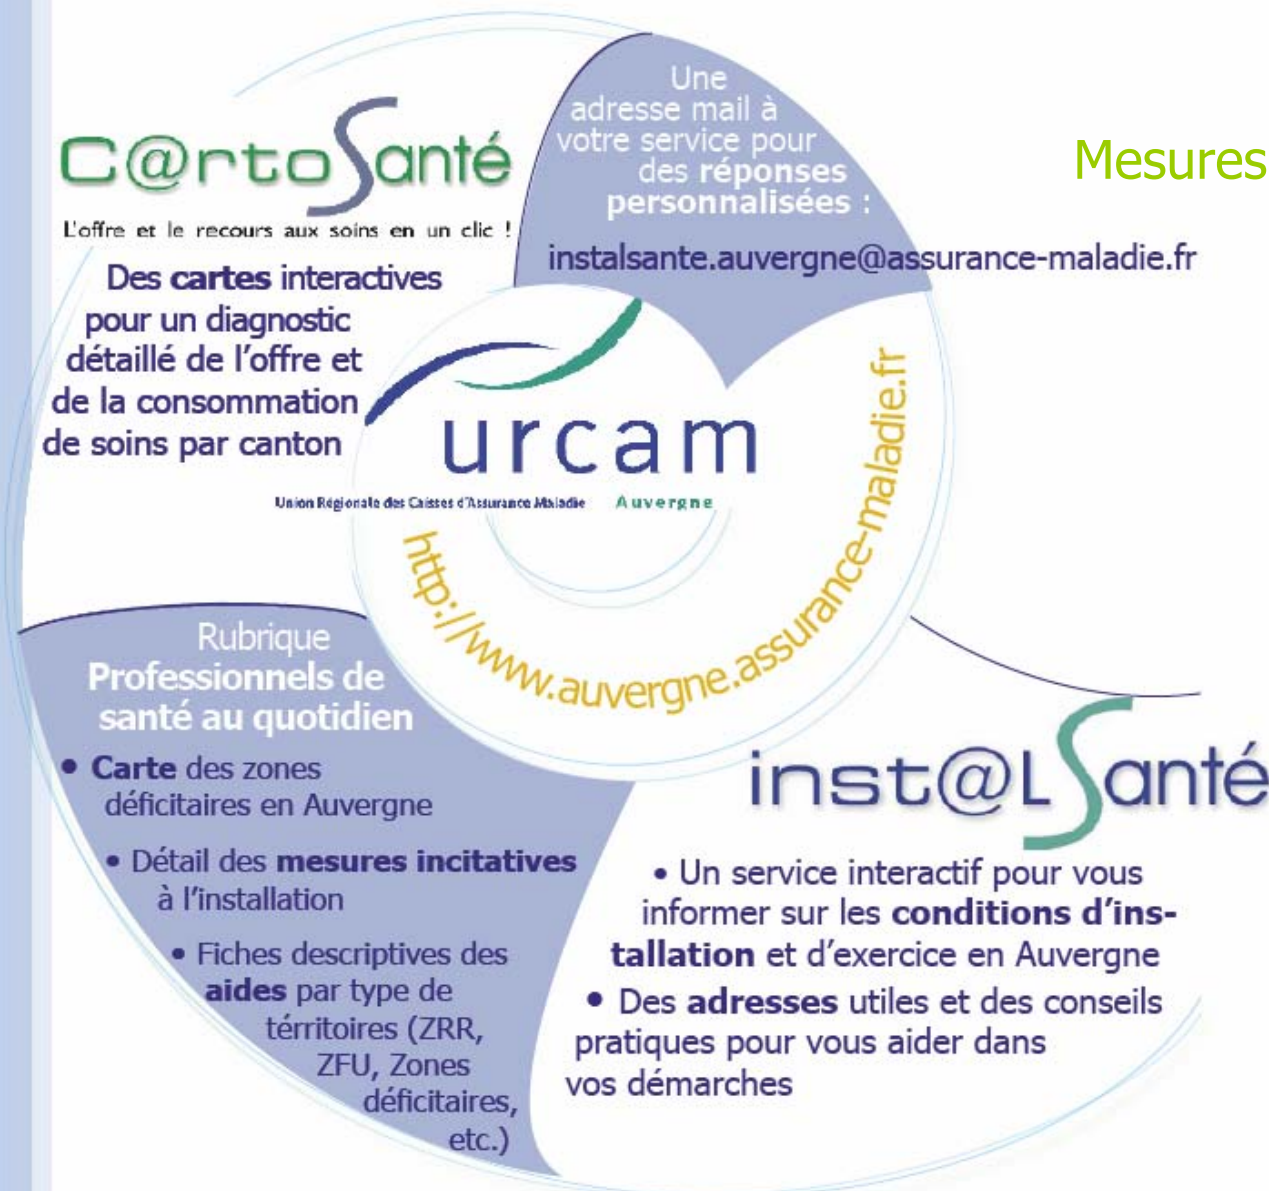 C@rtoSanté
L'offre et le recours aux soins en un clic !
Des cartes interactives
pour un diagnostic
détaillé de l'offre et
de la consommation
de soins par canton
Une
adresse mail à
votre service pour
des réponses
personnalisées :
instalsante.auvergne@assurance-maladie.fr
Mesures
urcam
Union Régionale des Caisses d'Assurance Maladie Auvergne
http://www.auvergne.assurance-maladie.fr
Rubrique
Professionnels de
santé au quotidien
• Carte des zones
déficitaires en Auvergne
• Détail des mesures incitatives
à l'installation
• Fiches descriptives des
aides par type de
térritoires (ZRR,
ZFU, Zones
déficitaires,
etc.)
inst@LSanté
• Un service interactif pour vous
informer sur les conditions d'ins-
tallation et d'exercice en Auvergne
• Des adresses utiles et des conseils
pratiques pour vous aider dans
vos démarches